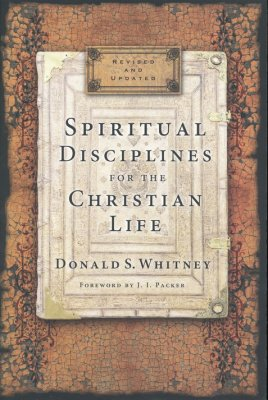 REVISED AND
UPDATED
SPIRITUAL
DISCIPLINES
FOR THE
CHRISTIAN
LIFE
DONALD S. WHITNEY
FOREWORD BY J. I. PACKER